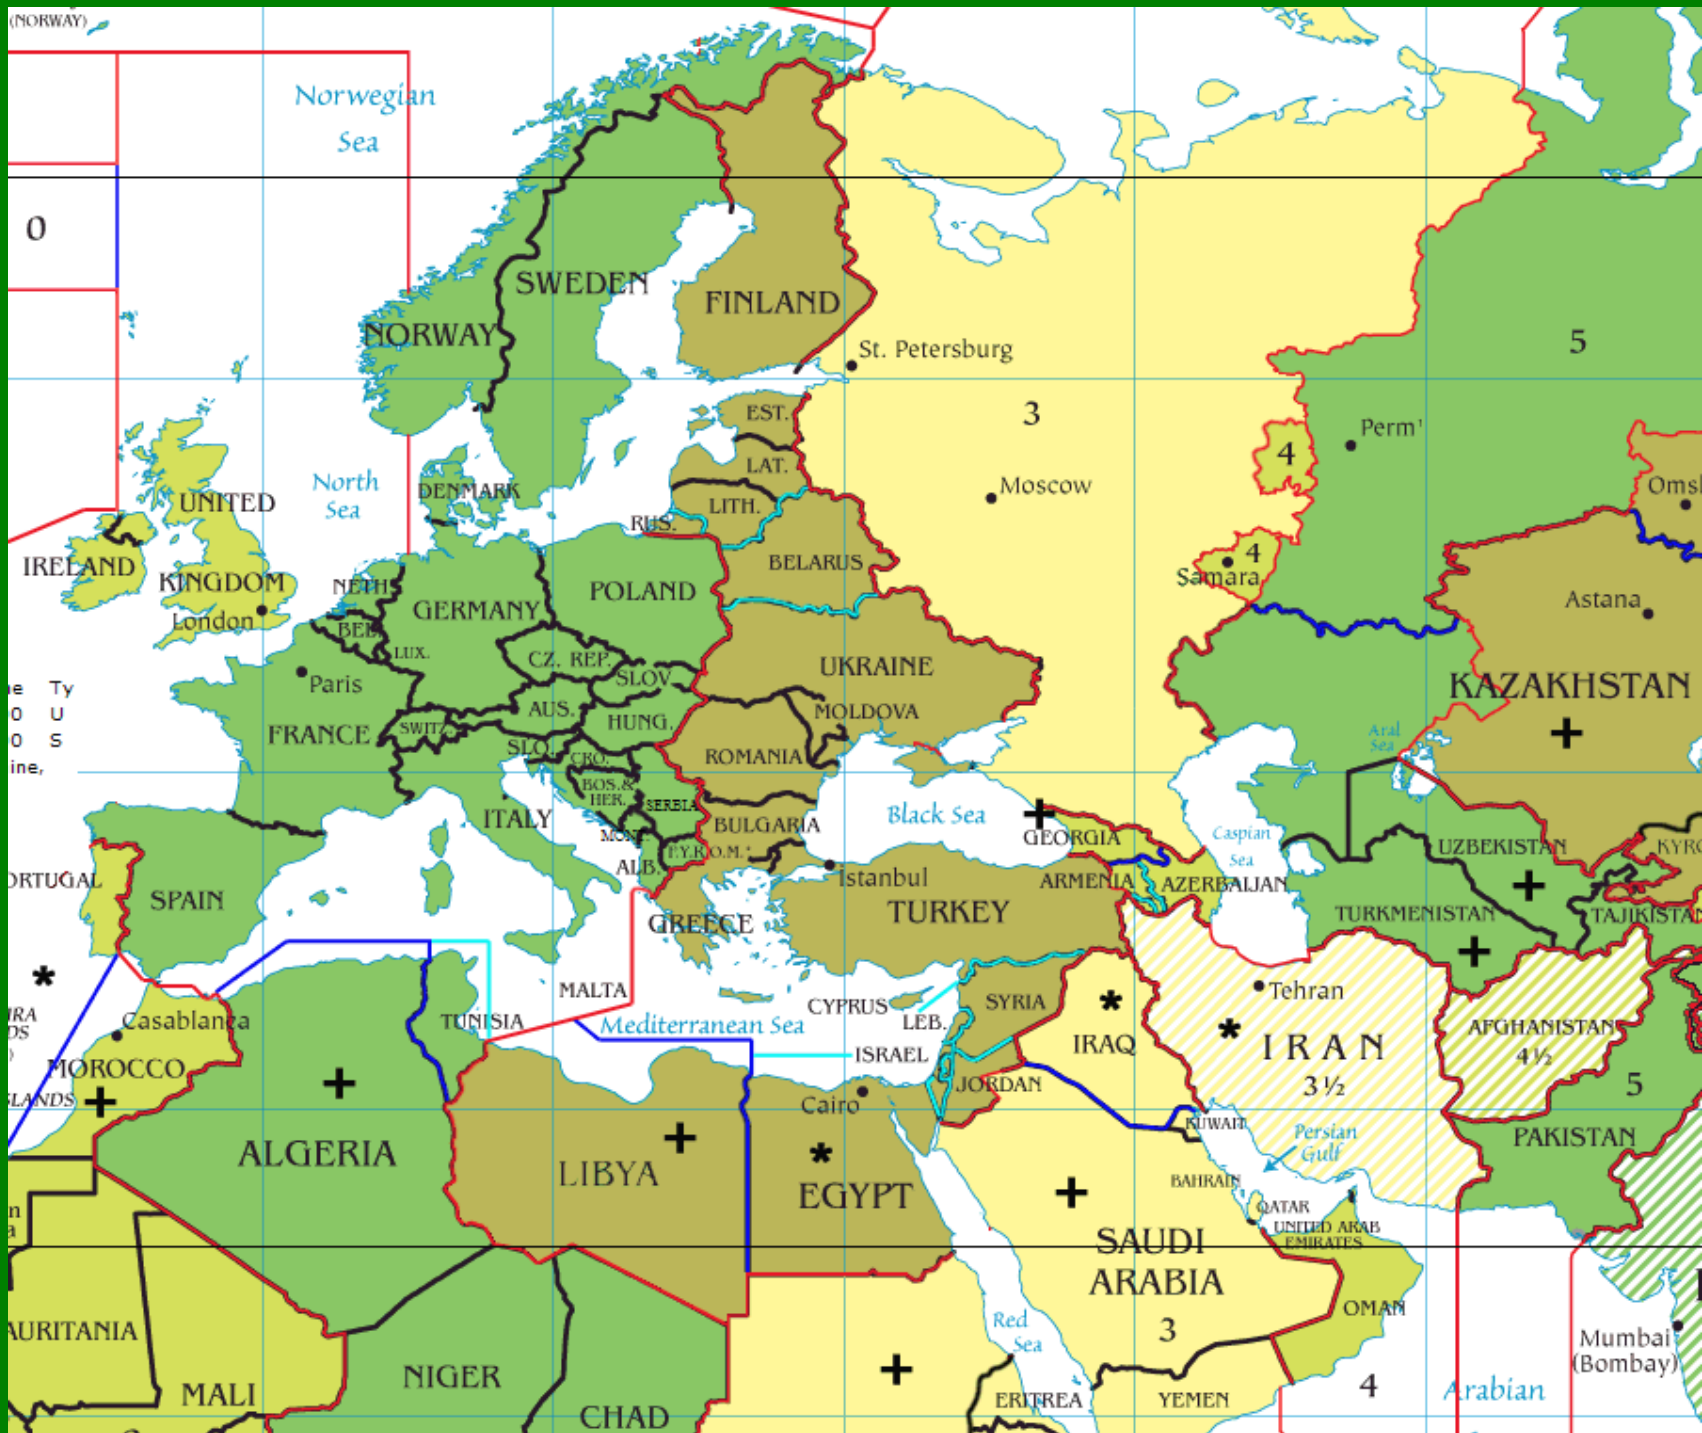 (NORWAY)
Norwegian
Sea
0
SWEDEN
FINLAND
NORWAY
St. Petersburg
5
3
EST.
Perm'
4
LAT.
Moscow
North
Sea
DENMARK
UNITED
LITH.
RUS.
4
Samara
IRELAND
KINGDOM
London
NETH.
BEL.
LUX.
GERMANY
POLAND
BELARUS
Astana
CZ. REP.
SLOV.
UKRAINE
Paris
FRANCE
KAZAKHSTAN
+
SWITZ.
AUS.
HUNG.
MOLDOVA
SLO.
CRO.
ROMANIA
Aral
Sea
BOS.&
HER.
SERBIA
ITALY
MONT.
BULGARIA
Black Sea
+
GEORGIA
Caspian
Sea
UZBEKISTAN
+
F.Y.R.O.M.*
ALB.
Istanbul
ARMENIA
AZERBAIJAN
SPAIN
GREECE
TURKEY
TURKMENISTAN
+
TAJIKISTAN
*
MALTA
CYPRUS
SYRIA
*
Tehran
Casablanca
TUNISIA
Mediterranean Sea
LEB.
IRAQ
*
IRAN
3½
AFGHANISTAN
4½
ISRAEL
MOROCCO
+
+
JORDAN
5
Cairo
KUWAIT
ALGERIA
LIBYA
+
*
EGYPT
Persian
Gulf
PAKISTAN
+
BAHRAIN
QATAR
UNITED ARAB
EMIRATES
SAUDI
ARABIA
3
OMAN
MALI
NIGER
CHAD
+
Red
Sea
ERITREA
YEMEN
4
Arabian
Mumbai
(Bombay)